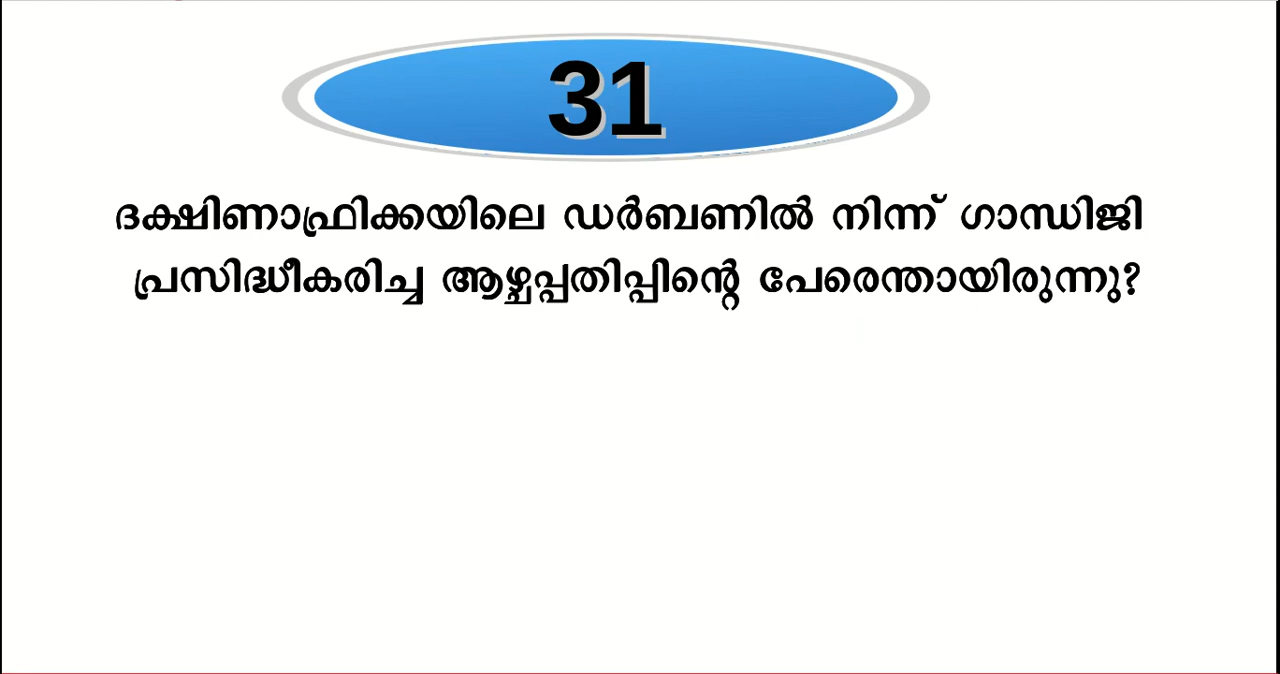 31
ദക്ഷിണാഫ്രിക്കയിലെ ഡർബണിൽ നിന്ന് ഗാന്ധിജി
പ്രസിദ്ധീകരിച്ച ആഴ്ചപ്പതിപ്പിന്റെ പേരെന്തായിരുന്നു?